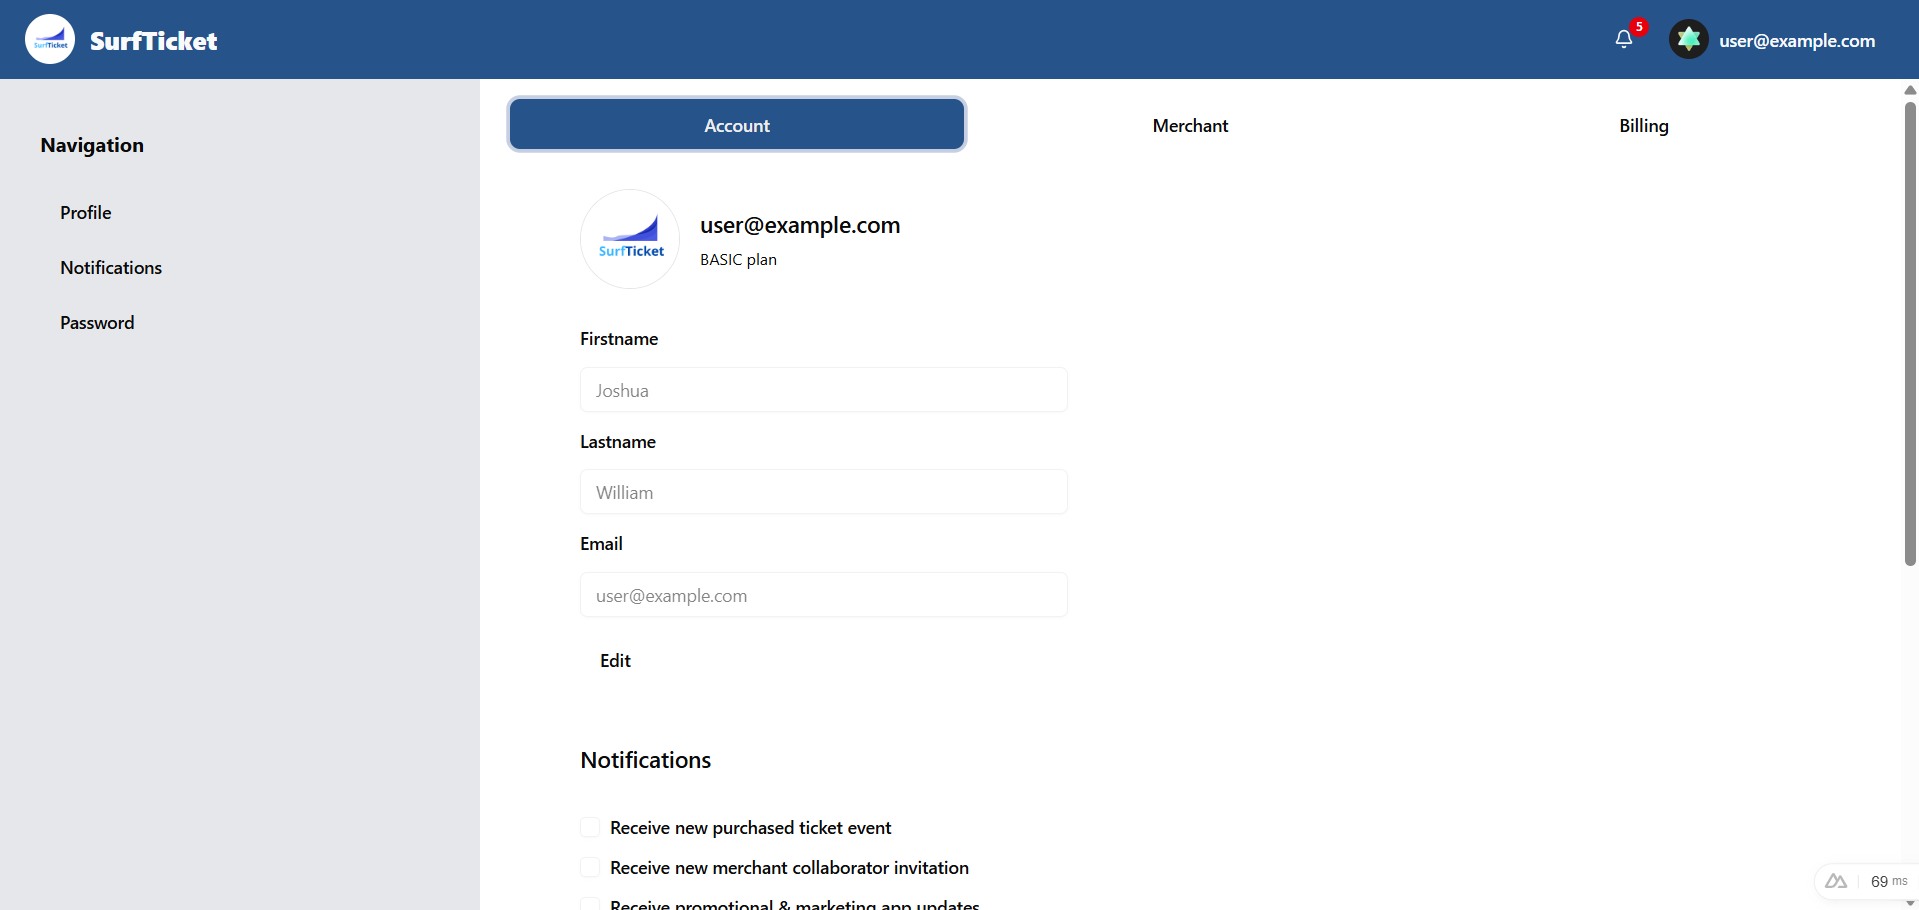 SurfTicket
SurfTicket
5
user@example.com
Navigation
Profile
Notifications
Password
Account
Merchant
Billing
SurfTicket
user@example.com
BASIC plan
Firstname
Joshua
Lastname
William
Email
user@example.com
Edit
Notifications
Receive new purchased ticket event
Receive new merchant collaborator invitation
Receive promotional & marketing app updates
69 ms